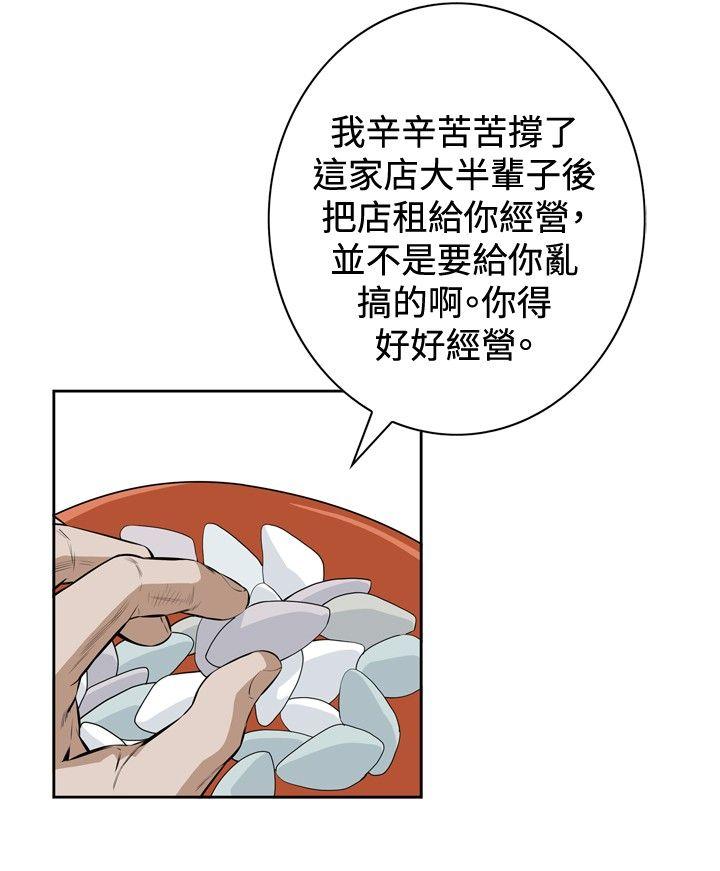 我辛辛苦苦撐了
這家店大半輩子後
把店租給你經營，
並不是要給你亂
搞的啊。你得
好好經營。